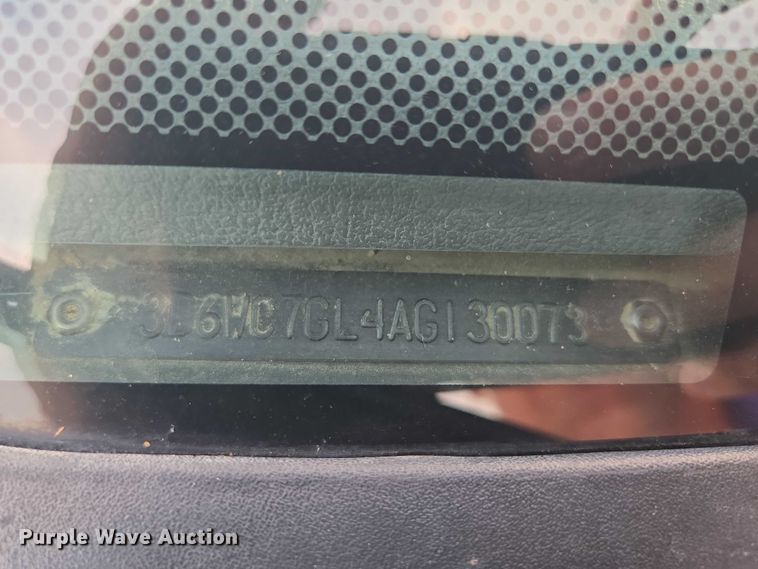 3D6WC7GL4AG130073
Purple Wave Auction